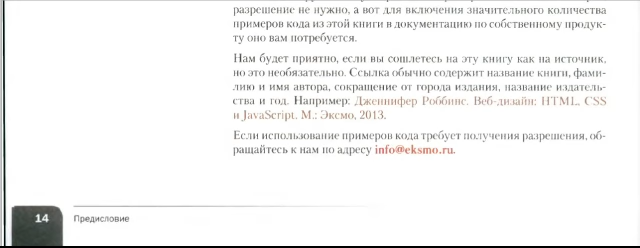 разрешение не нужно, а вот для включения значительного количества
примеров кода из этой книги в документацию по собственному продук-
ту оно вам потребуется.
Нам будет приятно, если вы сошлетесь на эту книгу как на источник,
но это необязательно. Ссылка обычно содержит название книги, фами-
лию и имя автора, сокращение от города издания, название издатель-
ства и год. Например: Дженнифер Роббинс. Веб-дизайн: HTML, CSS
и JavaScript. М.: Эксмо, 2013.
Если использование примеров кода требует получения разрешения, об-
ращайтесь к нам по адресу info@eksmo.ru.
14 Предисловие